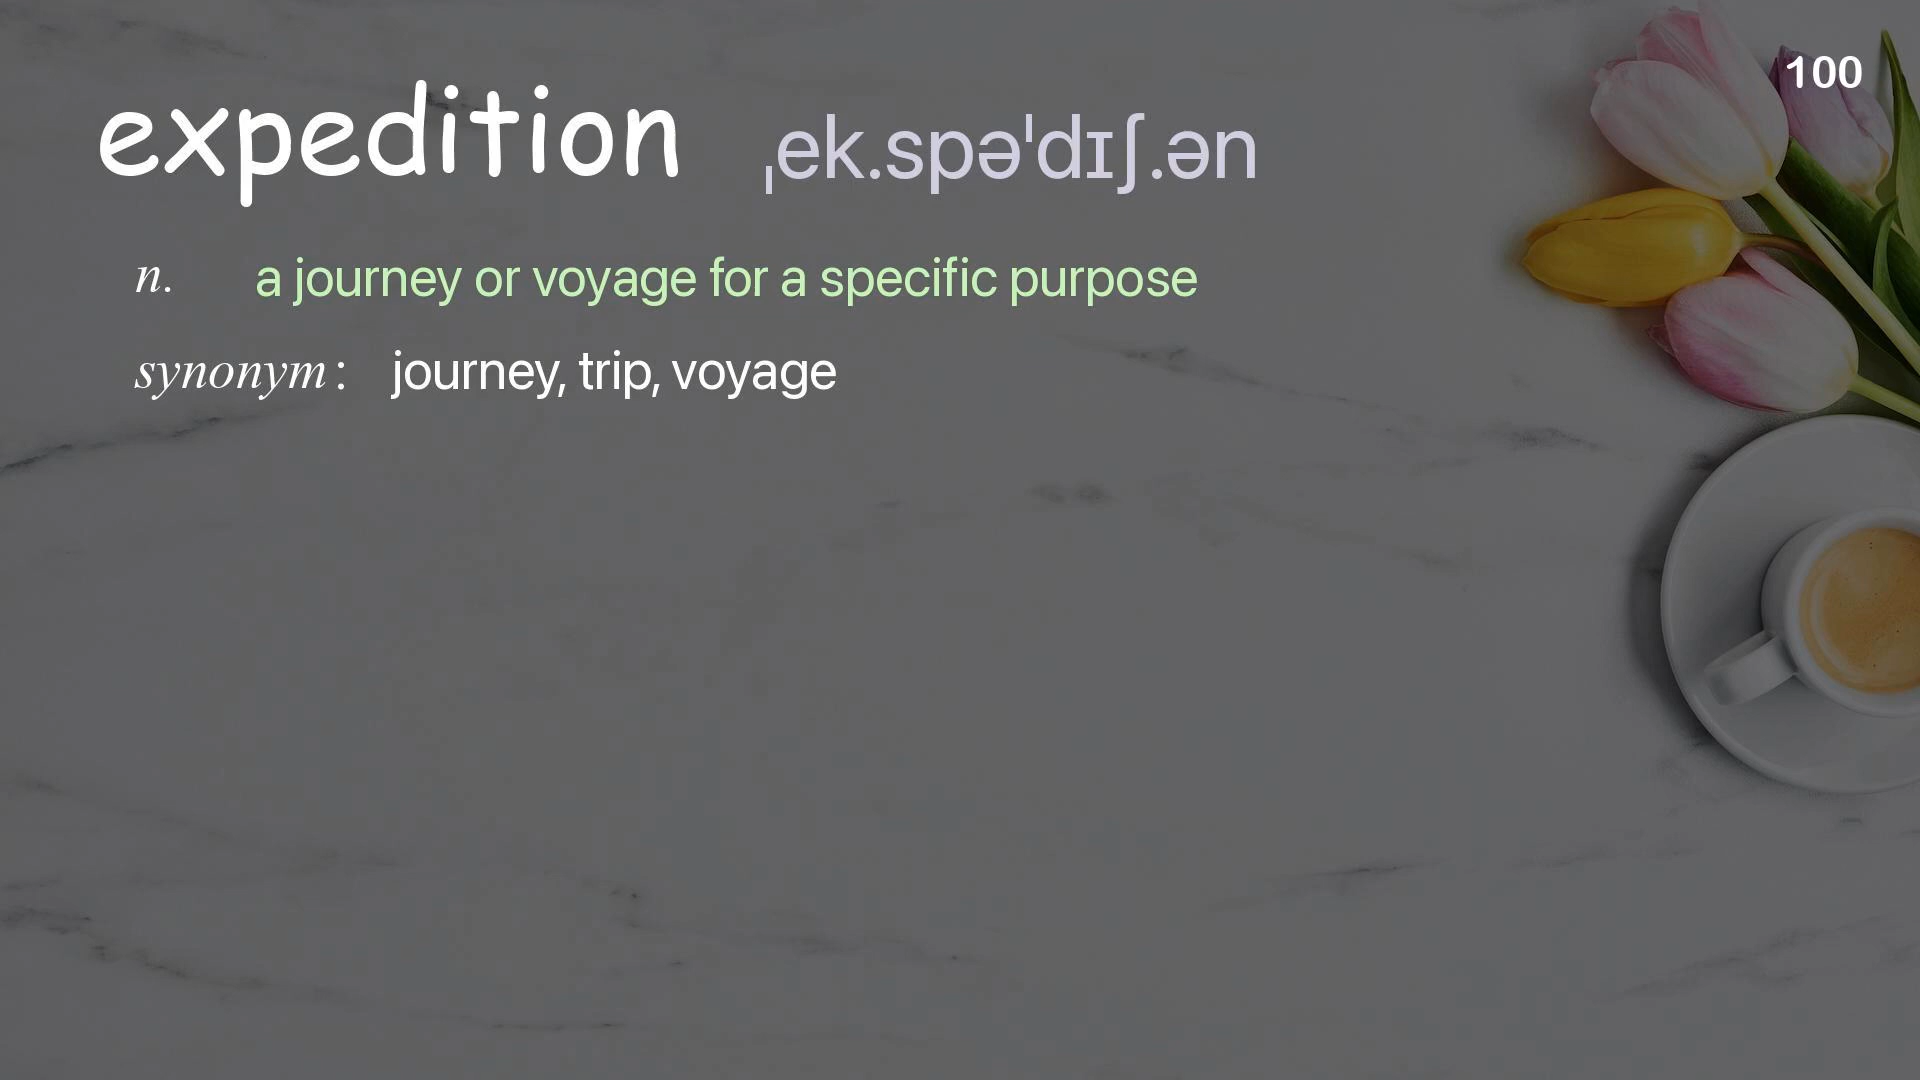 100
expedition ˌek.spəˈdɪʃ.ən
n. a journey or voyage for a specific purpose
synonym : journey, trip, voyage